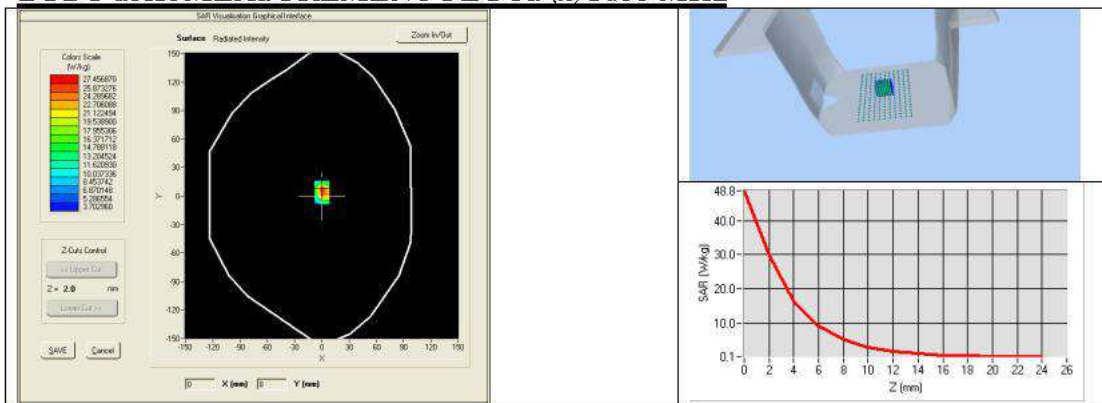 SAR Visualisation Graphical Interface
Surface Radiated Intensity
Zoom In/Out
Colors Scale
(W/kg)
27.456870
25.873276
24.289682
22.706088
21.122494
19.538900
17.955306
16.371712
14.788118
13.204524
11.620930
10.037336
8.453742
6.870148
5.286554
3.702960
150
120
90
60
30
0
-30
-60
-90
-120
-150
Y
-150 -120 -90 -60 -30 0 30 60 90 120 150
X
Z-Cuts Control
<< Upper Cut
Z = 2.0 mm
Lower Cut >>
SAVE Cancel
0 X (mm) 0 Y (mm)
48.8
40.0
30.0
20.0
10.0
0.1
SAR (W/kg)
0 2 4 6 8 10 12 14 16 18 20 22 24 26
Z (mm)